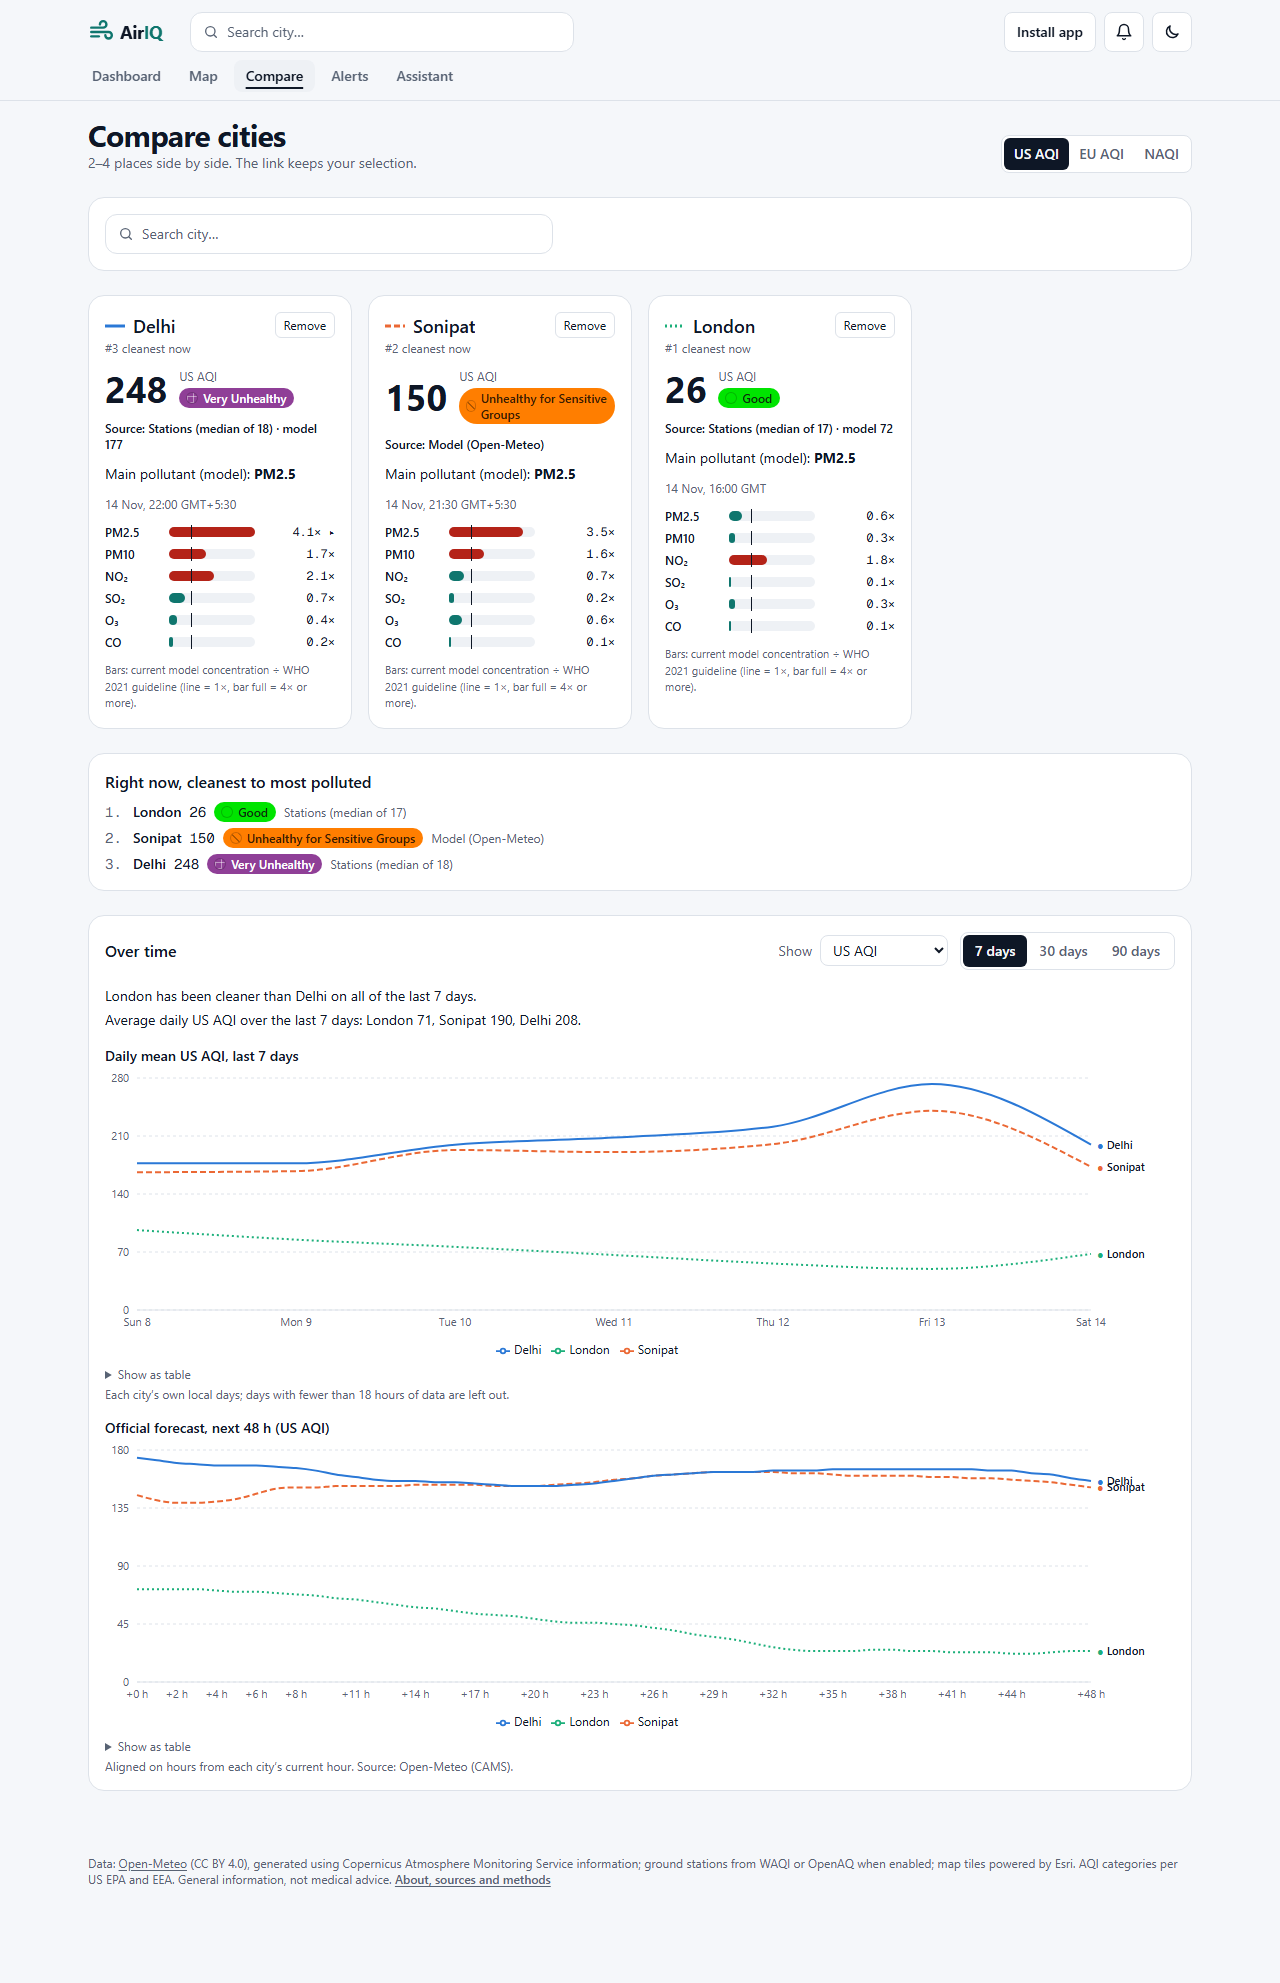 AirIQ
Search city...
Install app
Dashboard Map Compare Alerts Assistant
Compare cities
2–4 places side by side. The link keeps your selection.
US AQI EU AQI NAQI
Search city...
Delhi
Remove
#3 cleanest now
248
US AQI
Very Unhealthy
Source: Stations (median of 18) · model
177
Main pollutant (model): PM2.5
14 Nov, 22:00 GMT+5:30
PM2.5 4.1× ▸
PM10 1.7×
NO₂ 2.1×
SO₂ 0.7×
O₃ 0.4×
CO 0.2×
Bars: current model concentration ÷ WHO
2021 guideline (line = 1×, bar full = 4× or
more).
Sonipat
Remove
#2 cleanest now
150
US AQI
Unhealthy for Sensitive
Groups
Source: Model (Open-Meteo)
Main pollutant (model): PM2.5
14 Nov, 21:30 GMT+5:30
PM2.5 3.5×
PM10 1.6×
NO₂ 0.7×
SO₂ 0.2×
O₃ 0.6×
CO 0.1×
Bars: current model concentration ÷ WHO
2021 guideline (line = 1×, bar full = 4× or
more).
London
Remove
#1 cleanest now
26
US AQI
Good
Source: Stations (median of 17) · model 72
Main pollutant (model): PM2.5
14 Nov, 16:00 GMT
PM2.5 0.6×
PM10 0.3×
NO₂ 1.8×
SO₂ 0.1×
O₃ 0.3×
CO 0.1×
Bars: current model concentration ÷ WHO
2021 guideline (line = 1×, bar full = 4× or
more).
Right now, cleanest to most polluted
1. London 26 Good Stations (median of 17)
2. Sonipat 150 Unhealthy for Sensitive Groups Model (Open-Meteo)
3. Delhi 248 Very Unhealthy Stations (median of 18)
Over time
Show US AQI 7 days 30 days 90 days
London has been cleaner than Delhi on all of the last 7 days.
Average daily US AQI over the last 7 days: London 71, Sonipat 190, Delhi 208.
Daily mean US AQI, last 7 days
280
210
140
70
0
Delhi
Sonipat
London
Sun 8 Mon 9 Tue 10 Wed 11 Thu 12 Fri 13 Sat 14
Delhi London Sonipat
▶ Show as table
Each city's own local days; days with fewer than 18 hours of data are left out.
Official forecast, next 48 h (US AQI)
180
135
90
45
0
Delhi
Sonipat
London
+0 h +2 h +4 h +6 h +8 h +11 h +14 h +17 h +20 h +23 h +26 h +29 h +32 h +35 h +38 h +41 h +44 h +48 h
Delhi London Sonipat
▶ Show as table
Aligned on hours from each city's current hour. Source: Open-Meteo (CAMS).
Data: Open-Meteo (CC BY 4.0), generated using Copernicus Atmosphere Monitoring Service information; ground stations from WAQI or OpenAQ when enabled; map tiles powered by Esri. AQI categories per
US EPA and EEA. General information, not medical advice. About, sources and methods